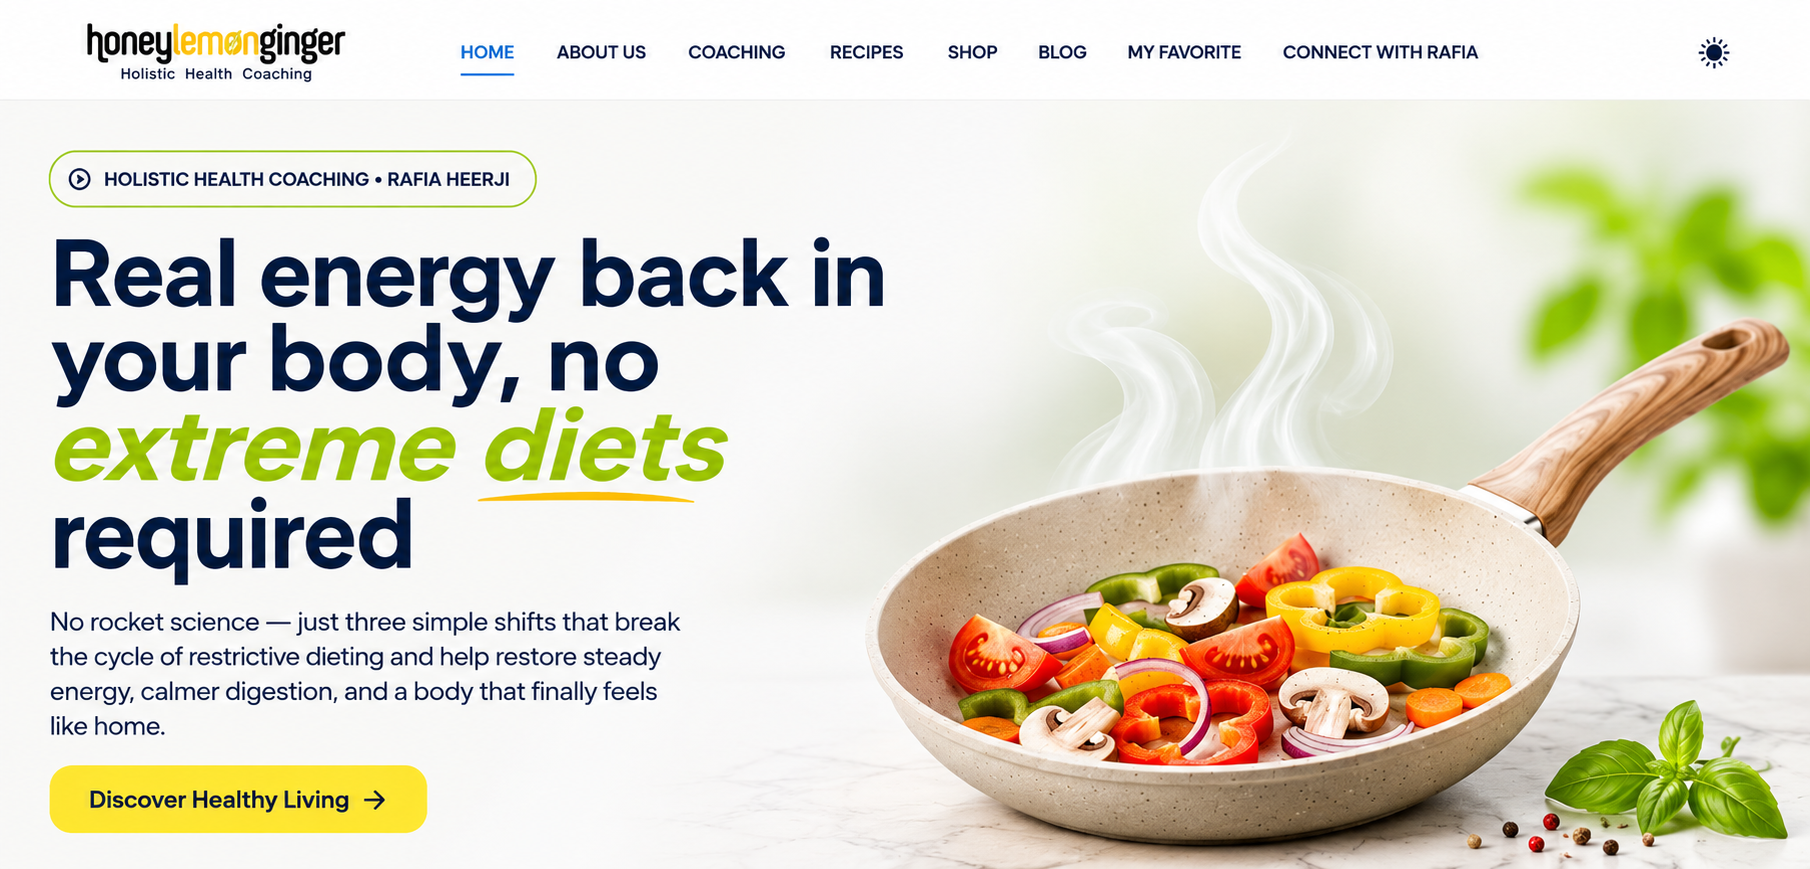 honeylemonginger
Holistic Health Coaching
HOME ABOUT US COACHING RECIPES SHOP BLOG MY FAVORITE CONNECT WITH RAFIA
HOLISTIC HEALTH COACHING • RAFIA HEERJI
Real energy back in
your body, no
extreme diets
required
No rocket science — just three simple shifts that break
the cycle of restrictive dieting and help restore steady
energy, calmer digestion, and a body that finally feels
like home.
Discover Healthy Living →